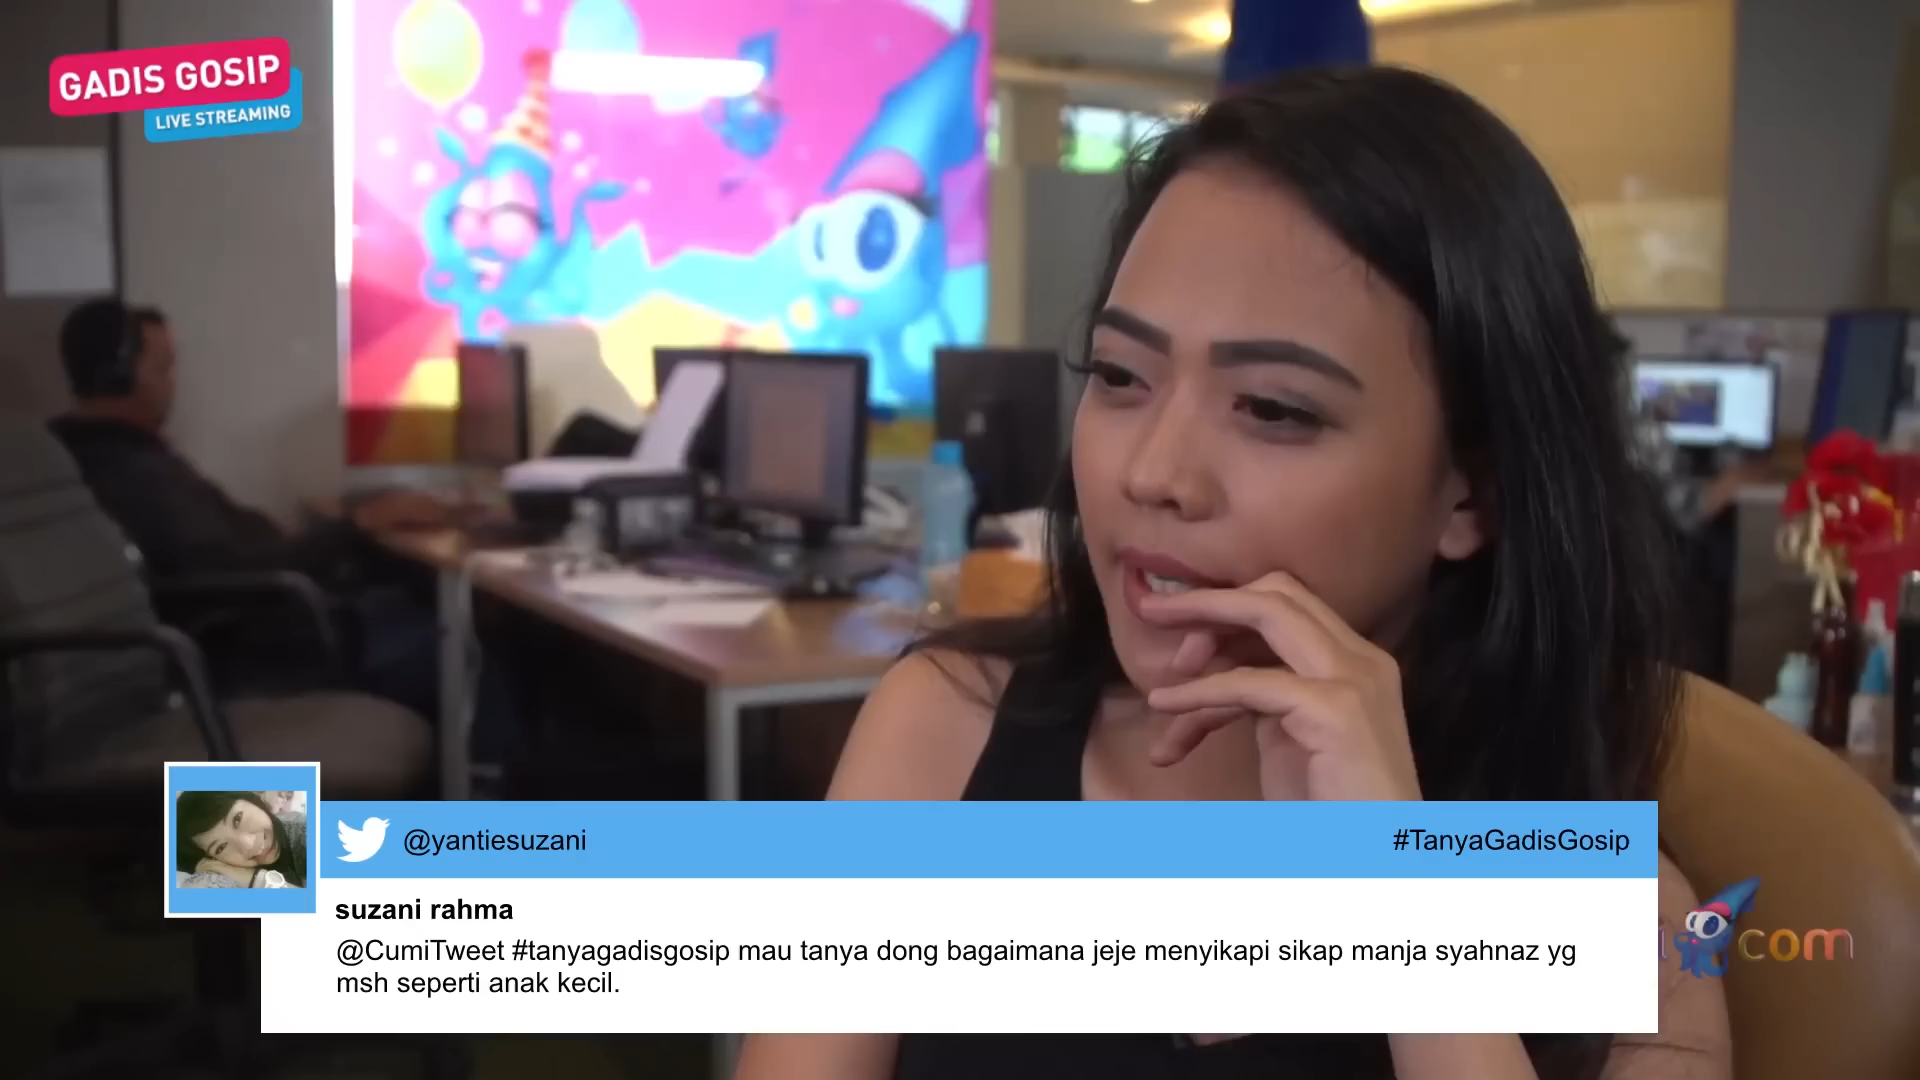 GADIS GOSIP
LIVE STREAMING
@yantiesuzani
#TanyaGadisGosip
suzani rahma
@CumiTweet #tanyagadisgosip mau tanya dong bagaimana jeje menyikapi sikap manja syahnaz yg
msh seperti anak kecil.
com